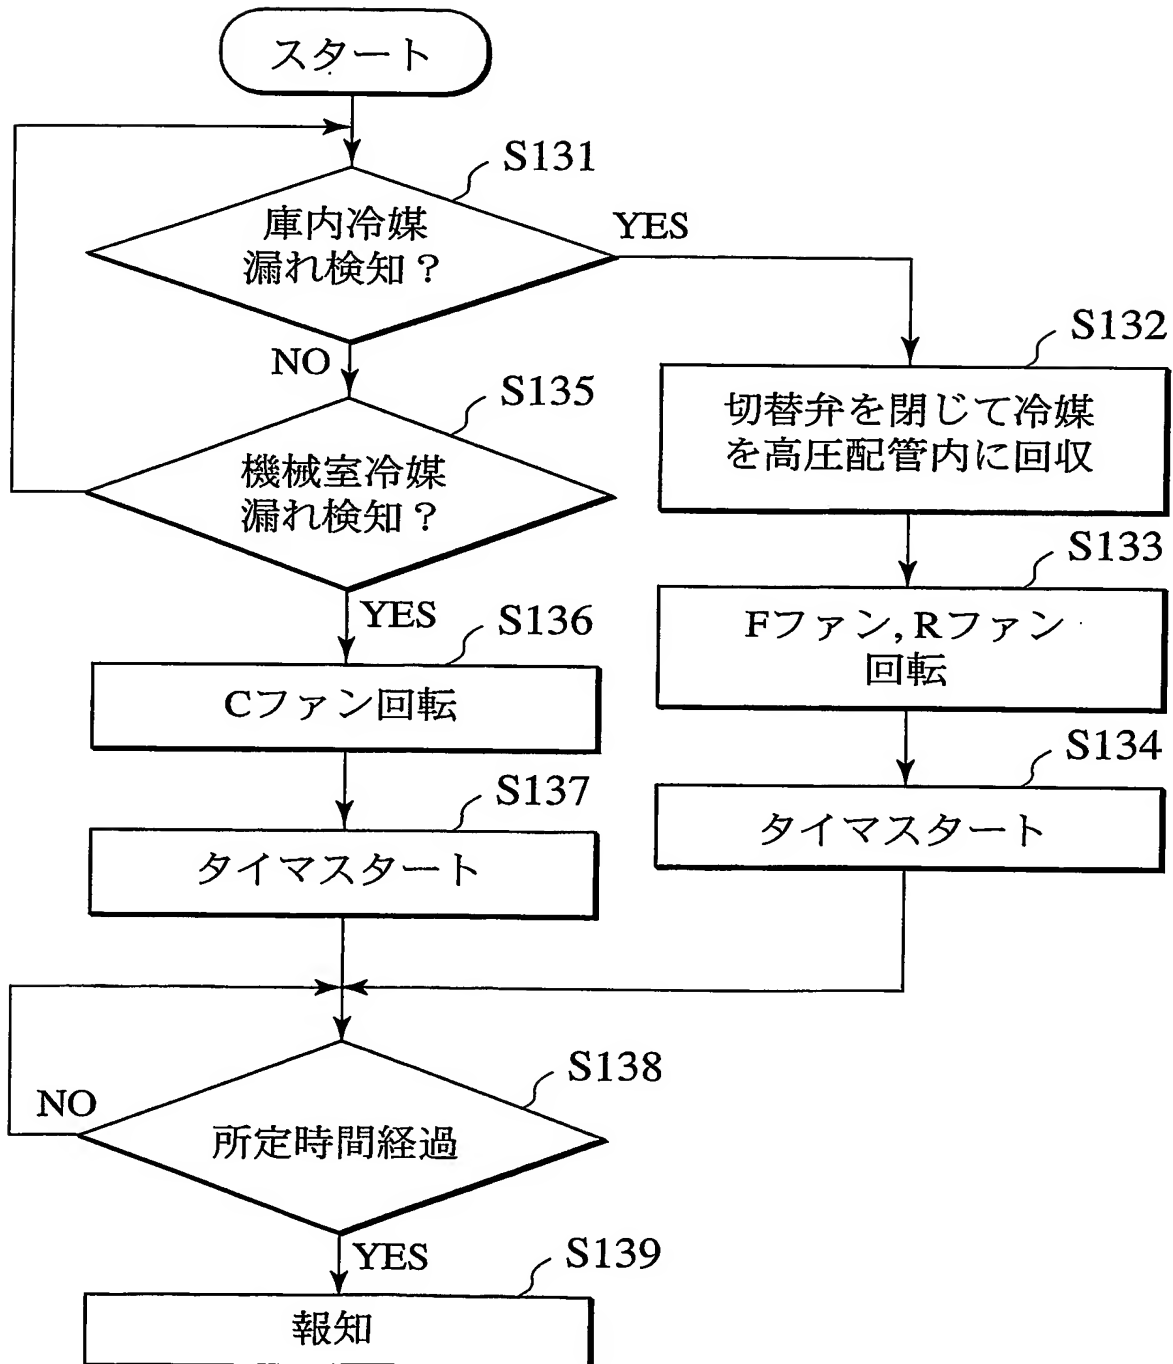 スタート
S131
庫内冷媒
漏れ検知？
YES
NO
S132
切替弁を閉じて冷媒
を高圧配管内に回収
S135
機械室冷媒
漏れ検知？
S133
Fファン, Rファン
回転
YES
S136
Cファン回転
S134
タイマスタート
S137
タイマスタート
S138
NO
所定時間経過
YES
S139
報知